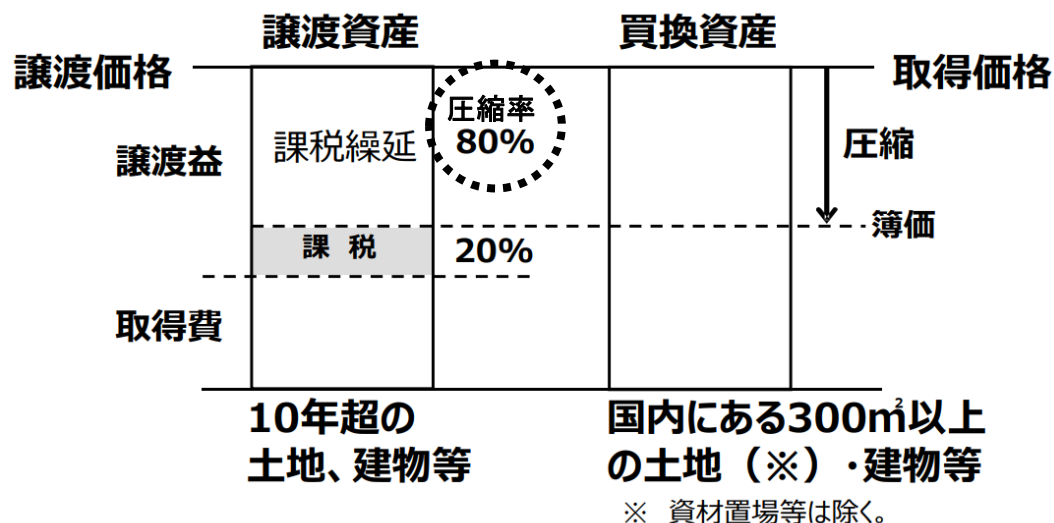 譲渡資産
買換資産
譲渡価格
取得価格
圧縮率
80%
譲渡益
課税繰延
圧縮
簿価
課 税
20%
取得費
10年超の
土地、建物等
国内にある300㎡以上
の土地（※）・建物等
※ 資材置場等は除く。